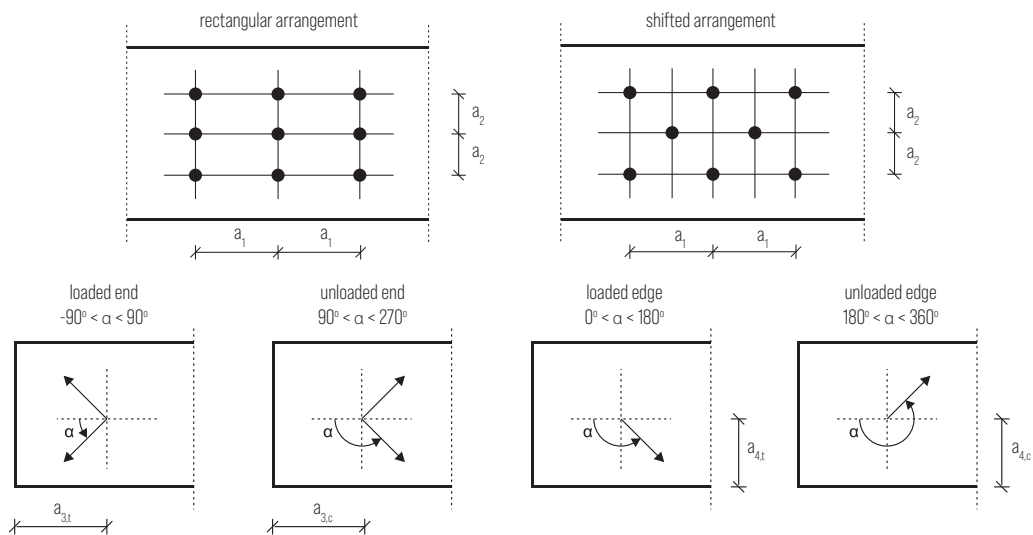 rectangular arrangement
shifted arrangement
a2
a2
a2
a2
a1
a1
a1
a1
loaded end
-90° < α < 90°
unloaded end
90° < α < 270°
loaded edge
0° < α < 180°
unloaded edge
180° < α < 360°
α
α
α
α
a4,t
a4,c
a3,t
a3,c